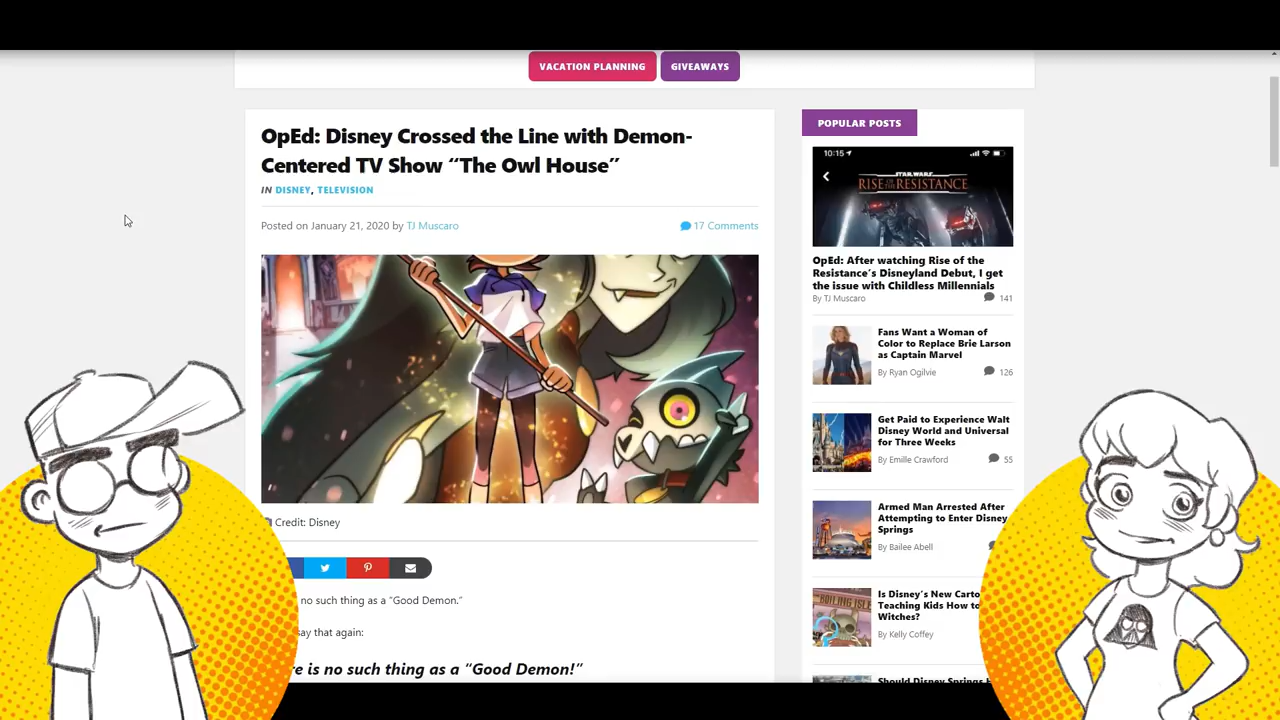 VACATION PLANNING
GIVEAWAYS
OpEd: Disney Crossed the Line with Demon-
Centered TV Show “The Owl House”
IN DISNEY, TELEVISION
Posted on January 21, 2020 by TJ Muscaro
17 Comments
Credit: Disney
no such thing as a “Good Demon.”
say that again:
e is no such thing as a “Good Demon!”
POPULAR POSTS
10:15
STAR WARS
RISE OF THE RESISTANCE
OpEd: After watching Rise of the
Resistance’s Disneyland Debut, I get
the issue with Childless Millennials
By TJ Muscaro
141
Fans Want a Woman of
Color to Replace Brie Larson
as Captain Marvel
By Ryan Ogilvie
126
Get Paid to Experience Walt
Disney World and Universal
for Three Weeks
By Emille Crawford
55
Armed Man Arrested After
Attempting to Enter Disney
Springs
By Bailee Abell
Is Disney’s New Carto
Teaching Kids How to
Witches?
By Kelly Coffey
Should Disney Springs